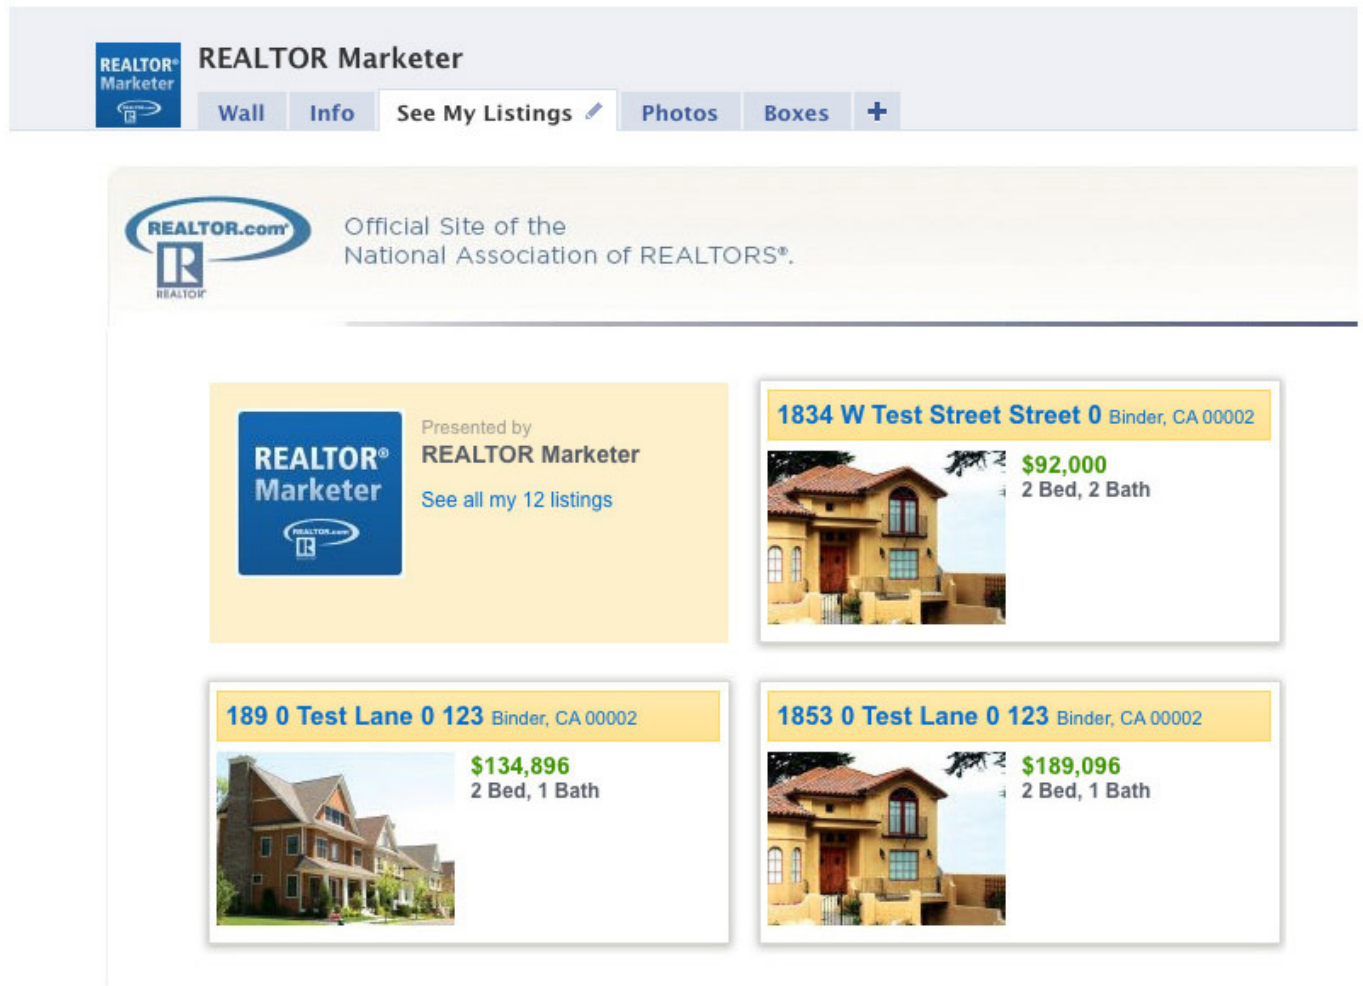 REALTOR®
Marketer
REALTOR Marketer
Wall Info See My Listings Photos Boxes +
REALTOR.com®
REALTOR®
Official Site of the
National Association of REALTORS®.
REALTOR®
Marketer
REALTOR.com
Presented by
REALTOR Marketer
See all my 12 listings
1834 W Test Street Street 0 Binder, CA 00002
$92,000
2 Bed, 2 Bath
189 0 Test Lane 0 123 Binder, CA 00002
$134,896
2 Bed, 1 Bath
1853 0 Test Lane 0 123 Binder, CA 00002
$189,096
2 Bed, 1 Bath